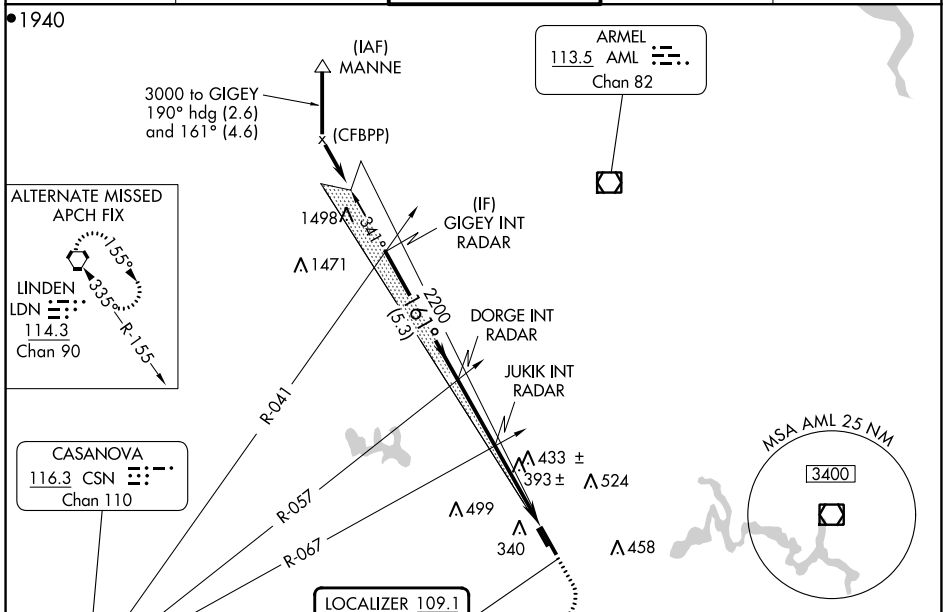 1940
(IAF)
MANNE
3000 to GIGEY
190° hdg (2.6)
and 161° (4.6)
(CFBPP)
ARMEL
113.5 AML
Chan 82
ALTERNATE MISSED
APCH FIX
155°
335°
R-155
LINDEN
LDN
114.3
Chan 90
1498
1471
341°
(IF)
GIGEY INT
RADAR
2200
161°
(5.3)
DORGE INT
RADAR
JUKIK INT
RADAR
R-041
R-057
R-067
CASANOVA
116.3 CSN
Chan 110
433 ±
393 ±
524
499
340
458
MSA AML 25 NM
3400
LOCALIZER 109.1